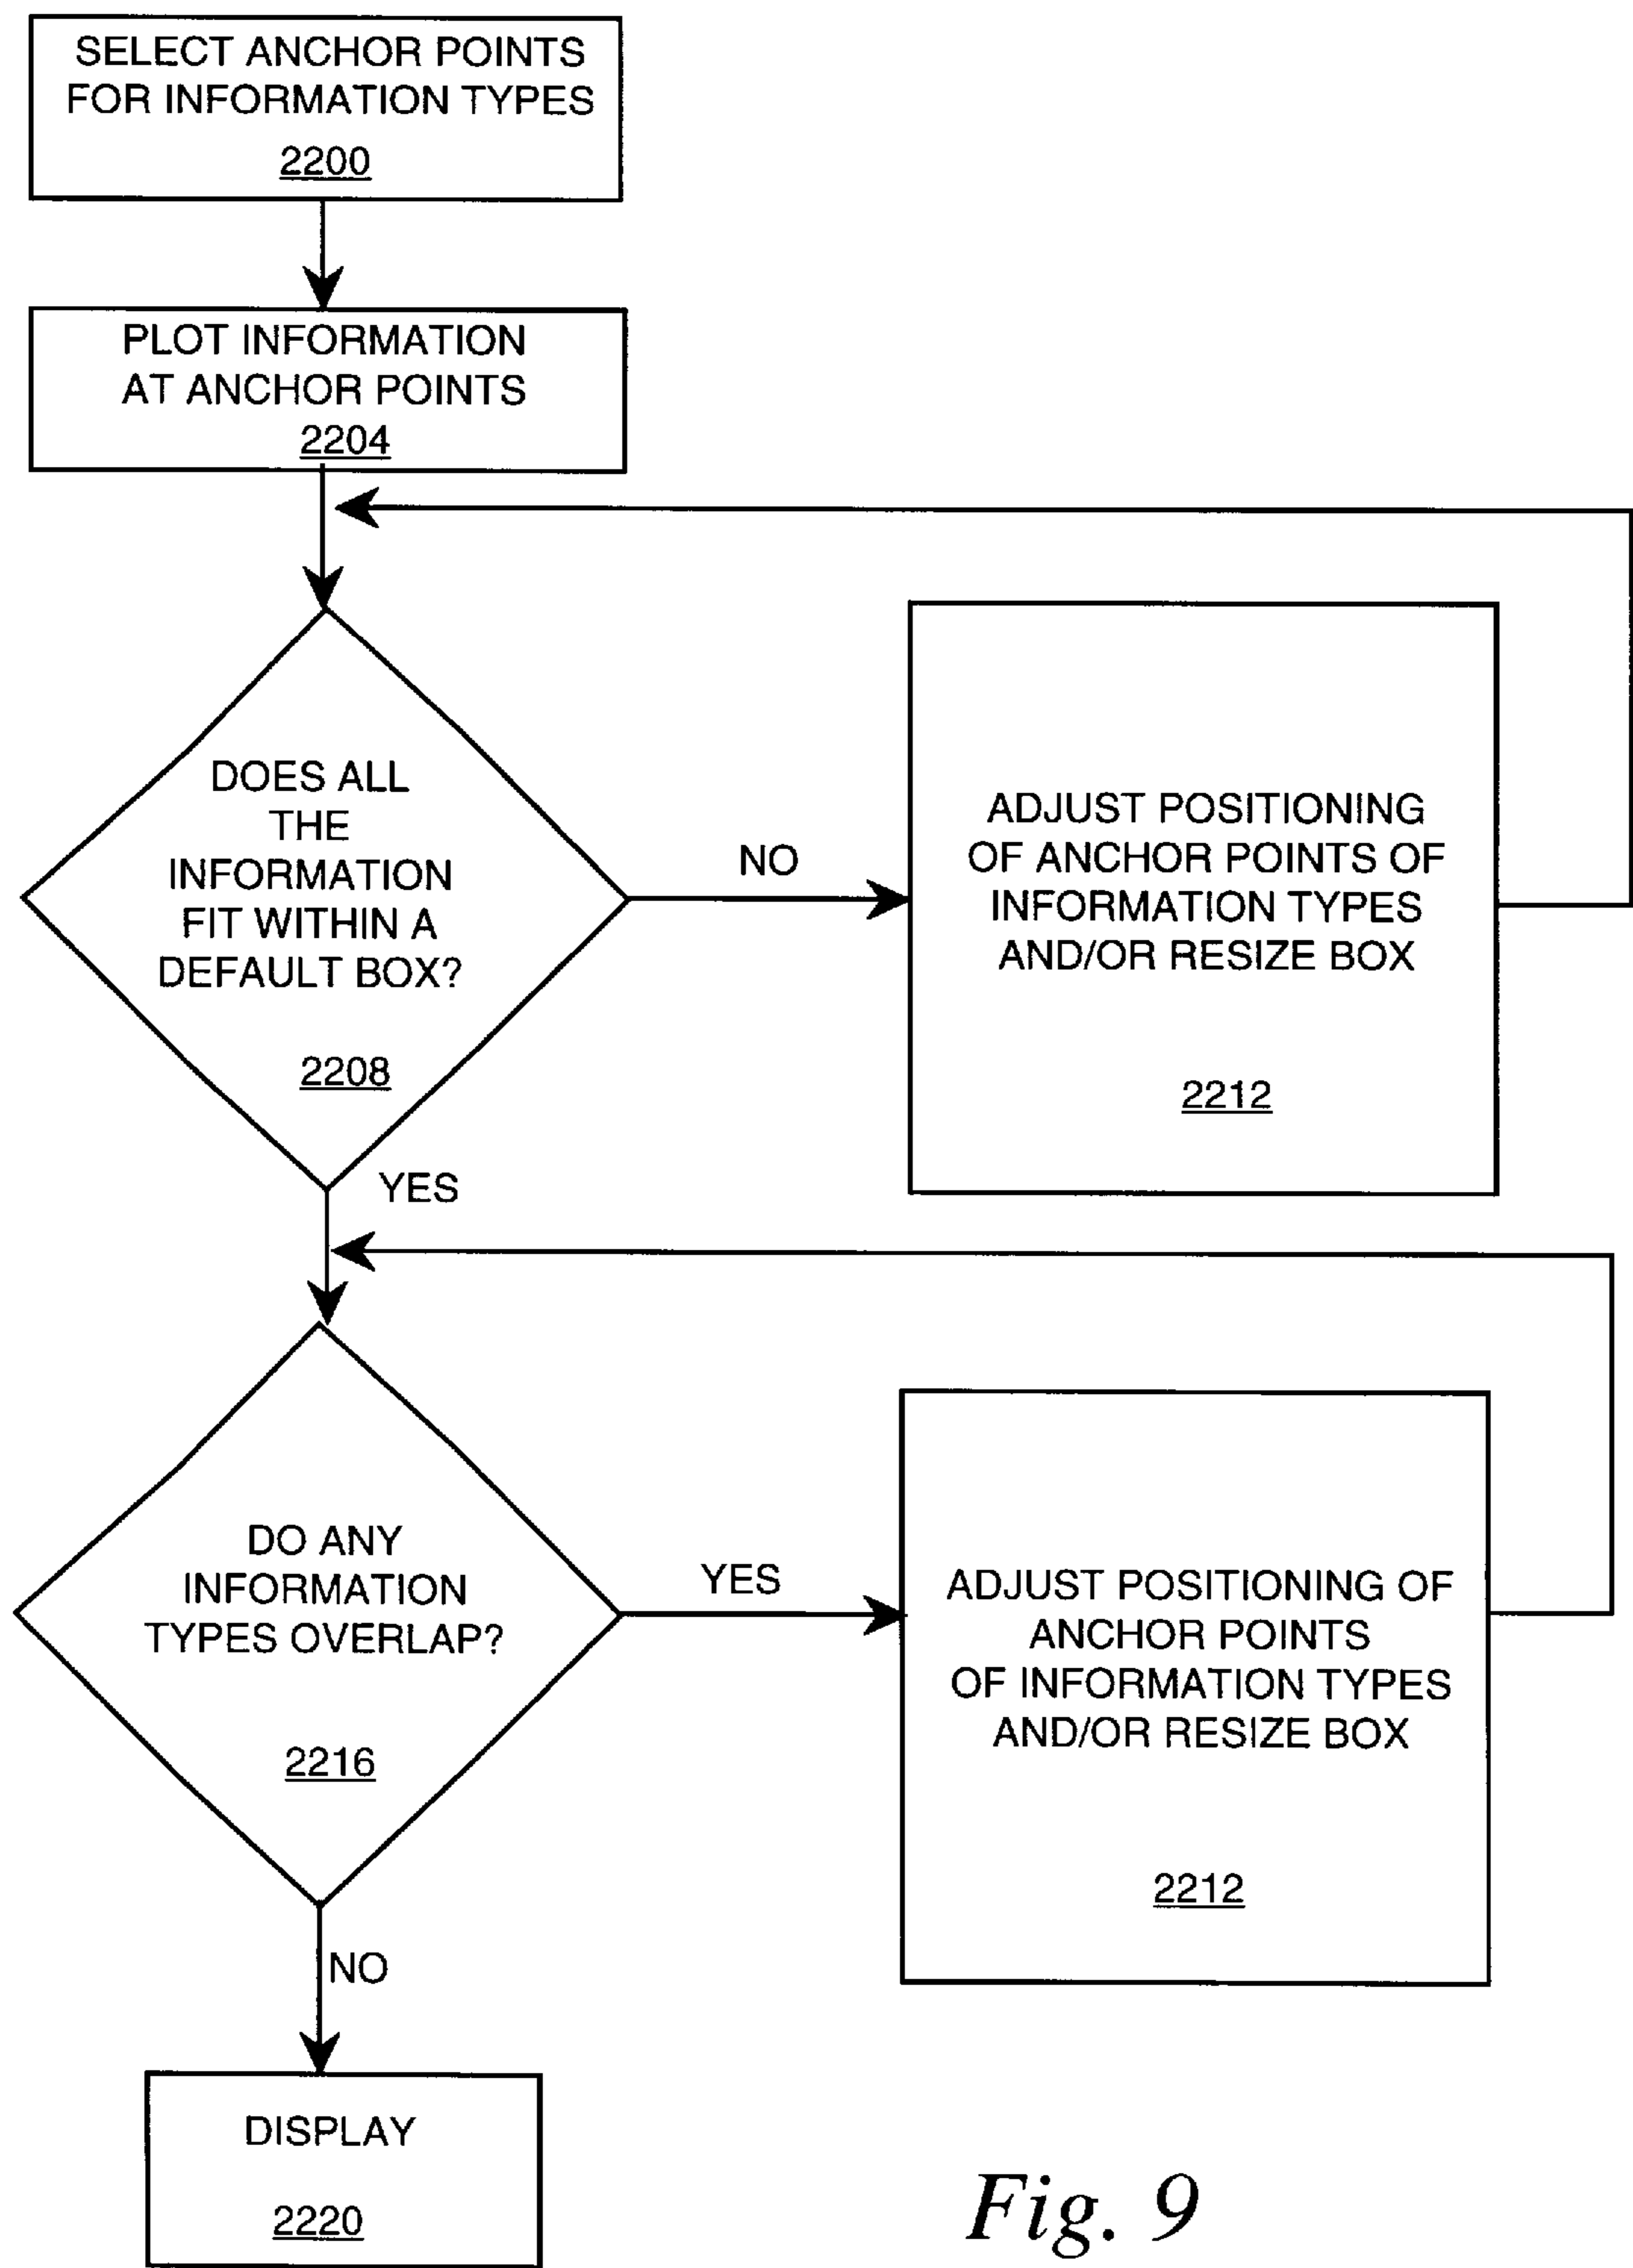 SELECT ANCHOR POINTS
FOR INFORMATION TYPES
2200
PLOT INFORMATION
AT ANCHOR POINTS
2204
DOES ALL
THE
INFORMATION
FIT WITHIN A
DEFAULT BOX?
2208
NO
ADJUST POSITIONING
OF ANCHOR POINTS OF
INFORMATION TYPES
AND/OR RESIZE BOX
2212
YES
DO ANY
INFORMATION
TYPES OVERLAP?
2216
YES
ADJUST POSITIONING OF
ANCHOR POINTS
OF INFORMATION TYPES
AND/OR RESIZE BOX
2212
NO
DISPLAY
2220
Fig. 9